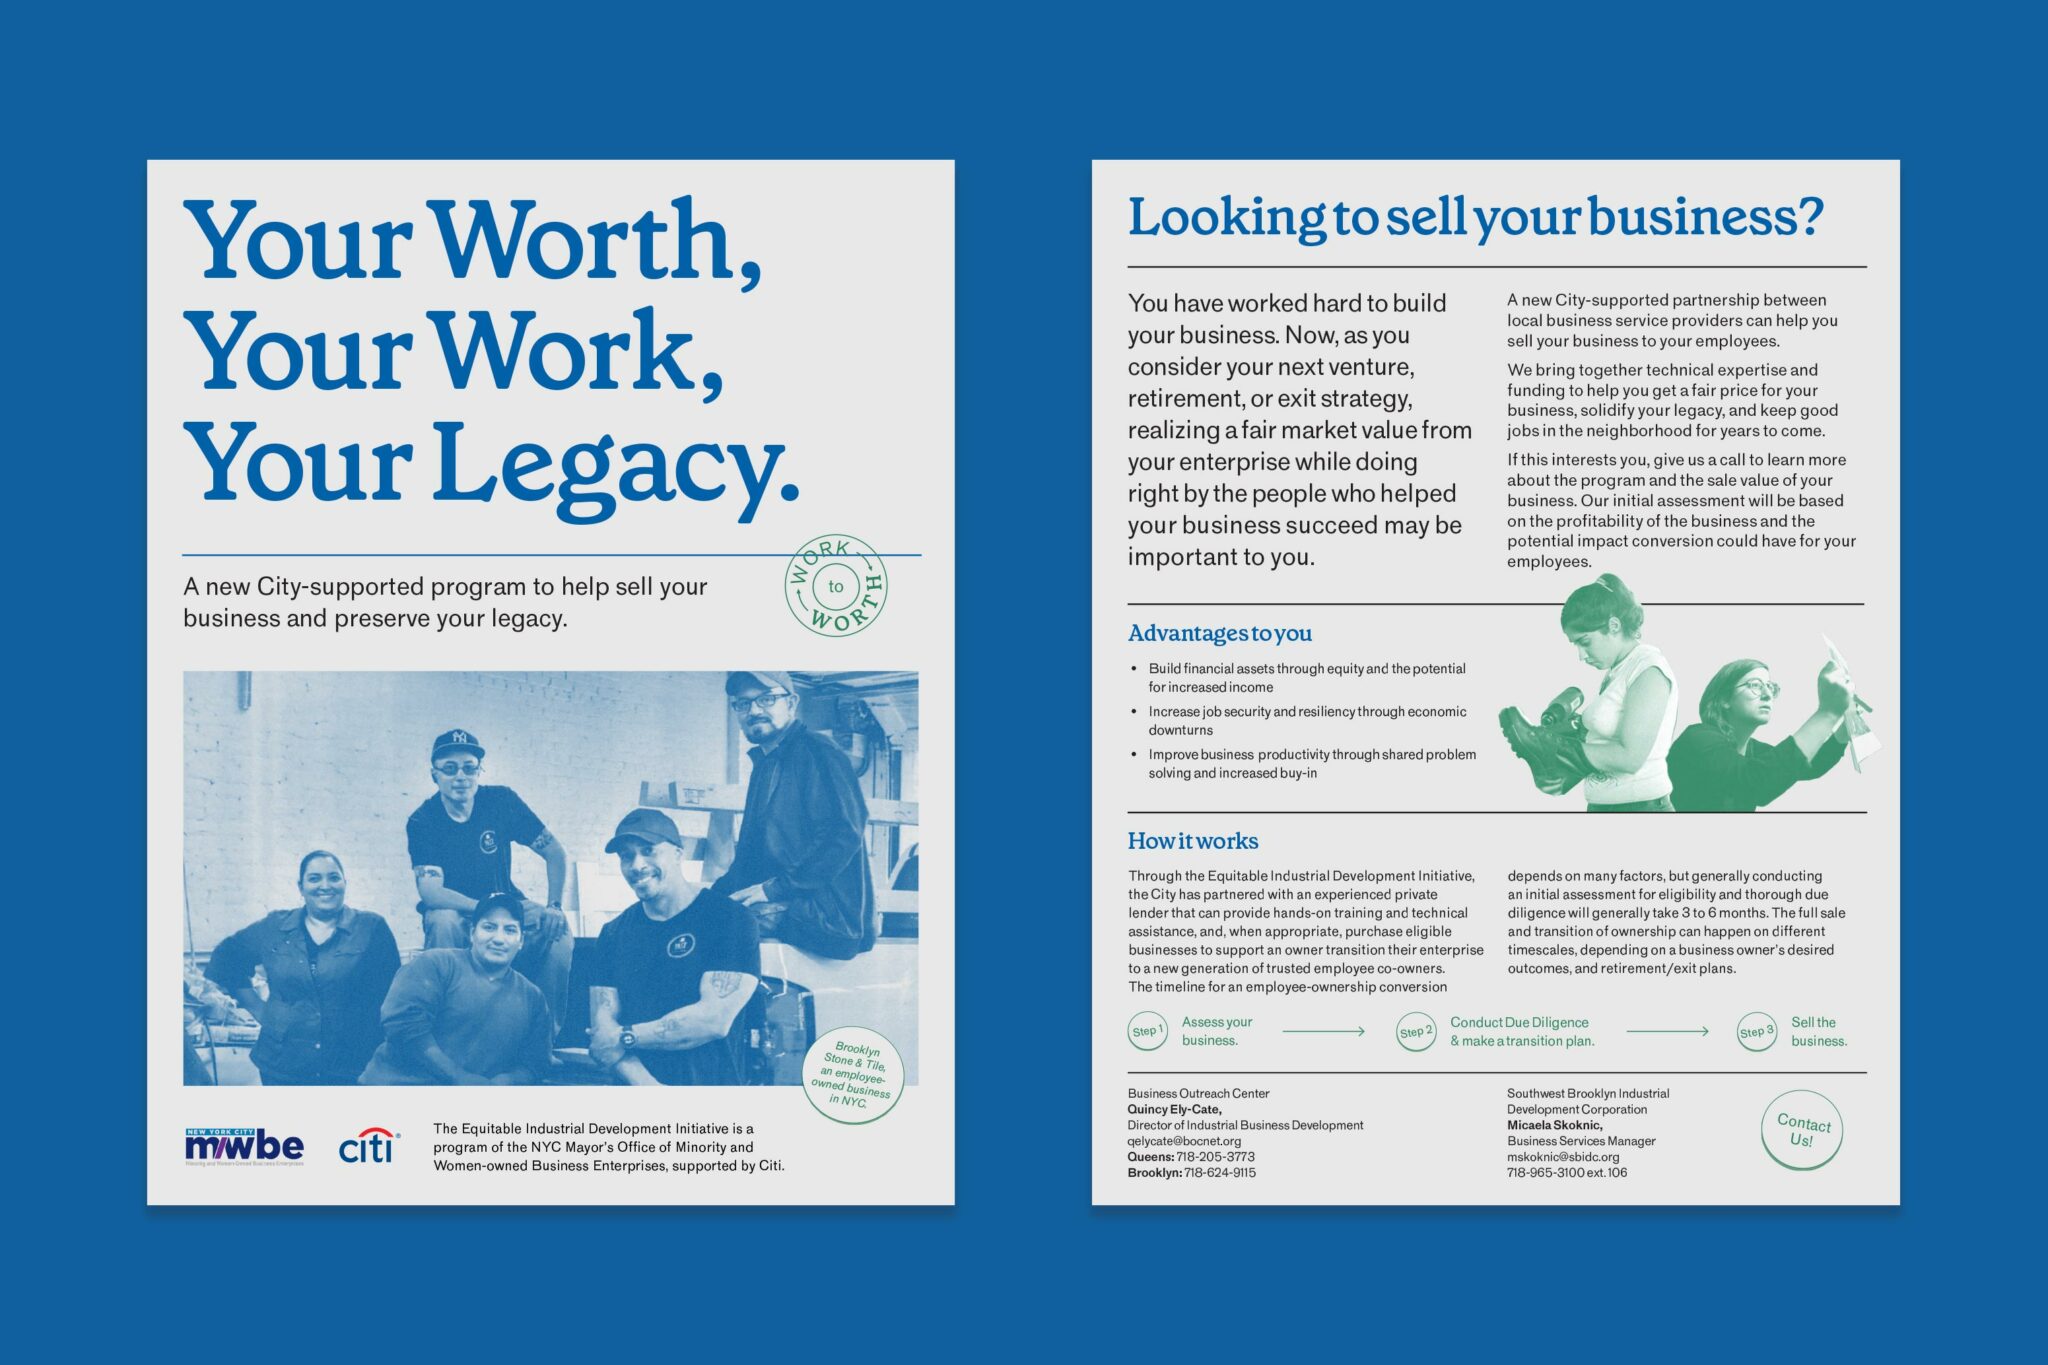 Your Worth,
Your Work,
Your Legacy.
WORK
to
WORTH
A new City-supported program to help sell your
business and preserve your legacy.
Brooklyn
Stone & Tile,
an employee-
owned business
in NYC.
NEW YORK CITY
m/wbe
Minority and Women-Owned Business Enterprises
citi®
The Equitable Industrial Development Initiative is a
program of the NYC Mayor's Office of Minority and
Women-owned Business Enterprises, supported by Citi.
Looking to sell your business?
You have worked hard to build
your business. Now, as you
consider your next venture,
retirement, or exit strategy,
realizing a fair market value from
your enterprise while doing
right by the people who helped
your business succeed may be
important to you.
A new City-supported partnership between
local business service providers can help you
sell your business to your employees.
We bring together technical expertise and
funding to help you get a fair price for your
business, solidify your legacy, and keep good
jobs in the neighborhood for years to come.
If this interests you, give us a call to learn more
about the program and the sale value of your
business. Our initial assessment will be based
on the profitability of the business and the
potential impact conversion could have for your
employees.
Advantages to you
• Build financial assets through equity and the potential
for increased income
• Increase job security and resiliency through economic
downturns
• Improve business productivity through shared problem
solving and increased buy-in
How it works
Through the Equitable Industrial Development Initiative,
the City has partnered with an experienced private
lender that can provide hands-on training and technical
assistance, and, when appropriate, purchase eligible
businesses to support an owner transition their enterprise
to a new generation of trusted employee co-owners.
The timeline for an employee-ownership conversion
depends on many factors, but generally conducting
an initial assessment for eligibility and thorough due
diligence will generally take 3 to 6 months. The full sale
and transition of ownership can happen on different
timescales, depending on a business owner's desired
outcomes, and retirement/exit plans.
Step 1
Assess your
business.
Step 2
Conduct Due Diligence
& make a transition plan.
Step 3
Sell the
business.
Business Outreach Center
Quincy Ely-Cate,
Director of Industrial Business Development
qelycate@bocnet.org
Queens: 718-205-3773
Brooklyn: 718-624-9115
Southwest Brooklyn Industrial
Development Corporation
Micaela Skoknic,
Business Services Manager
mskoknic@sbidc.org
718-965-3100 ext. 106
Contact
Us!